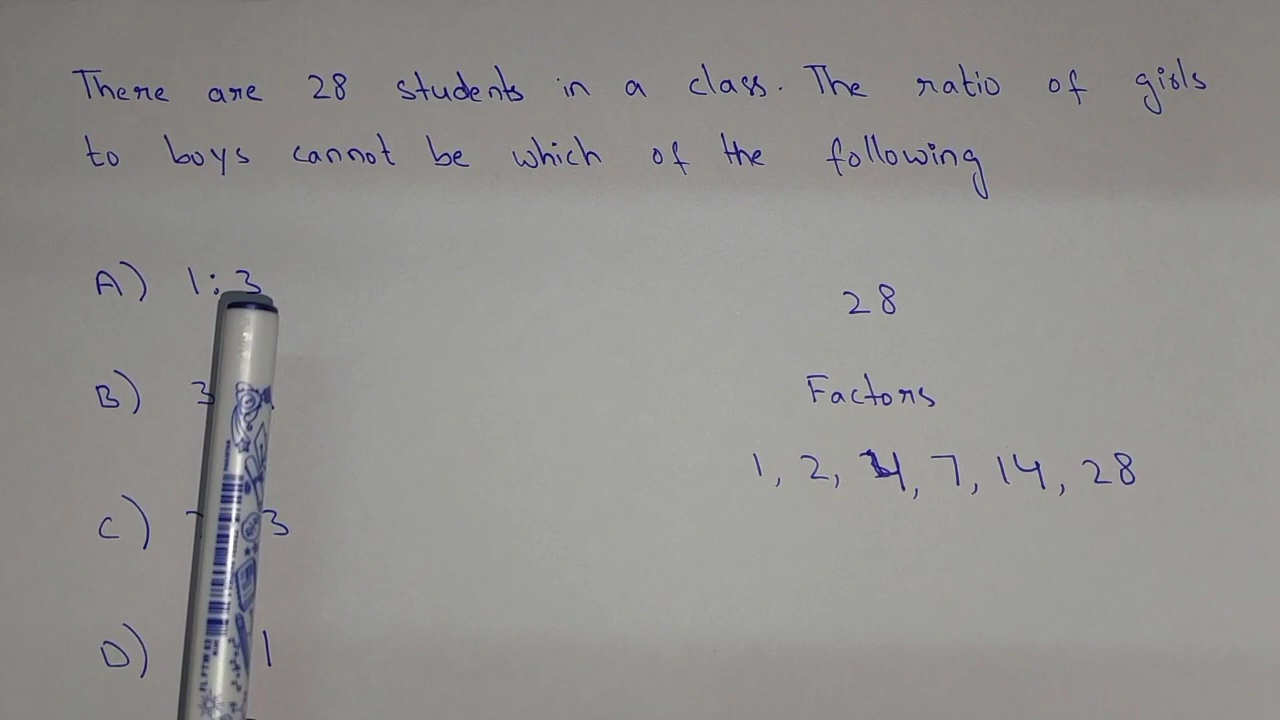 There are 28 students in a class. The ratio of girls
to boys cannot be which of the following
A) 1:3
28
B) 3
Factors
1, 2, 4, 7, 14, 28
C) 3
D) 1